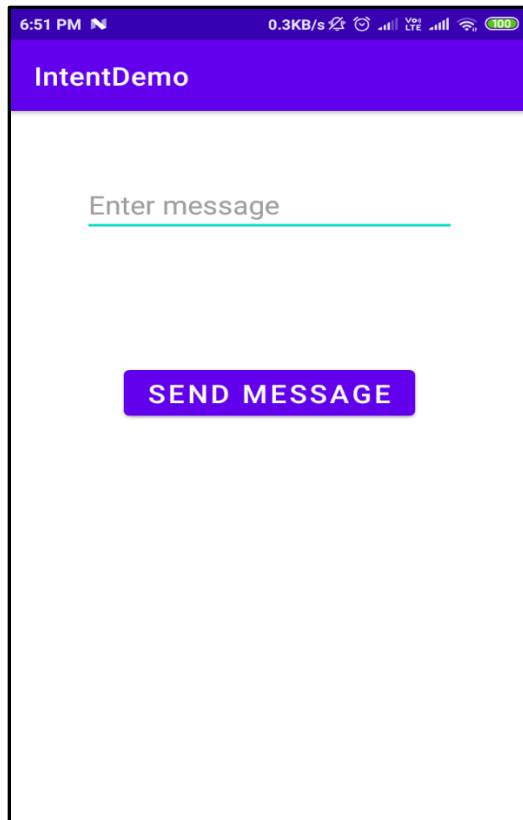 6:51 PM 0.3KB/s Vo) LTE 100
IntentDemo
Enter message
SEND MESSAGE